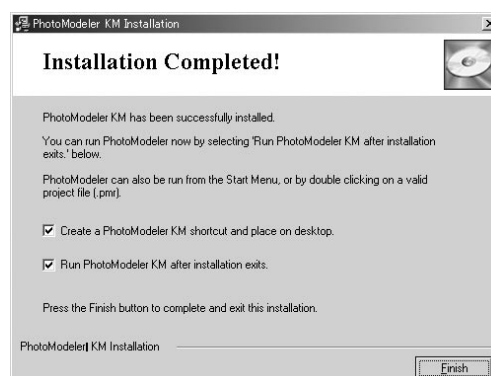 PhotoModeler KM Installation
Installation Completed!
PhotoModeler KM has been successfully installed.
You can run PhotoModeler now by selecting 'Run PhotoModeler KM after installation
exits.' below.
PhotoModeler can also be run from the Start Menu, or by double clicking on a valid
project file (.pmr).
Create a PhotoModeler KM shortcut and place on desktop.
Run PhotoModeler KM after installation exits.
Press the Finish button to complete and exit this installation.
PhotoModeler KM Installation
Finish